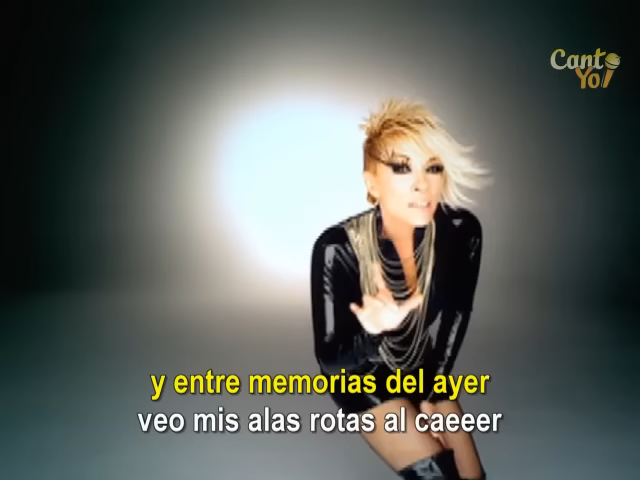 Canto
Yo!
y entre memorias del ayer
veo mis alas rotas al caeeer